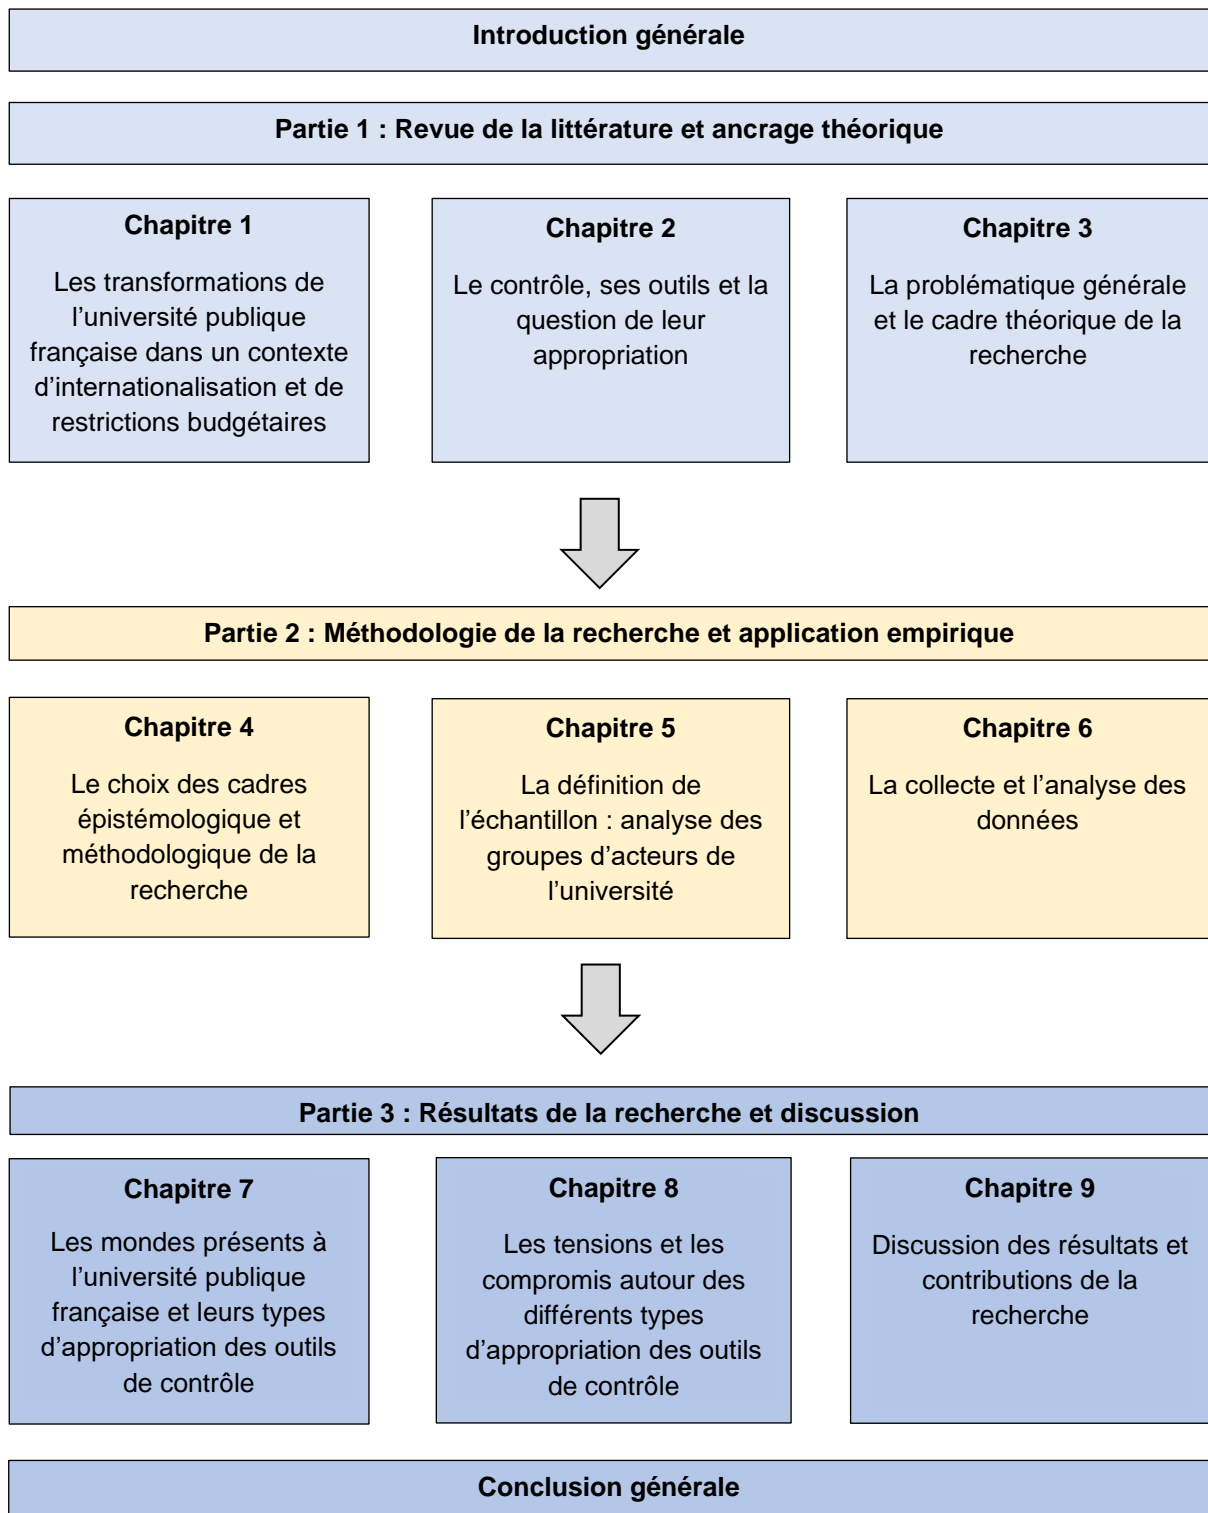 Introduction générale
Partie 1 : Revue de la littérature et ancrage théorique
Chapitre 1
Les transformations de
l’université publique
française dans un contexte
d’internationalisation et de
restrictions budgétaires
Chapitre 2
Le contrôle, ses outils et la
question de leur
appropriation
Chapitre 3
La problématique générale
et le cadre théorique de la
recherche
Partie 2 : Méthodologie de la recherche et application empirique
Chapitre 4
Le choix des cadres
épistémologique et
méthodologique de la
recherche
Chapitre 5
La définition de
l’échantillon : analyse des
groupes d’acteurs de
l’université
Chapitre 6
La collecte et l’analyse des
données
Partie 3 : Résultats de la recherche et discussion
Chapitre 7
Les mondes présents à
l’université publique
française et leurs types
d’appropriation des outils
de contrôle
Chapitre 8
Les tensions et les
compromis autour des
différents types
d’appropriation des outils
de contrôle
Chapitre 9
Discussion des résultats et
contributions de la
recherche
Conclusion générale